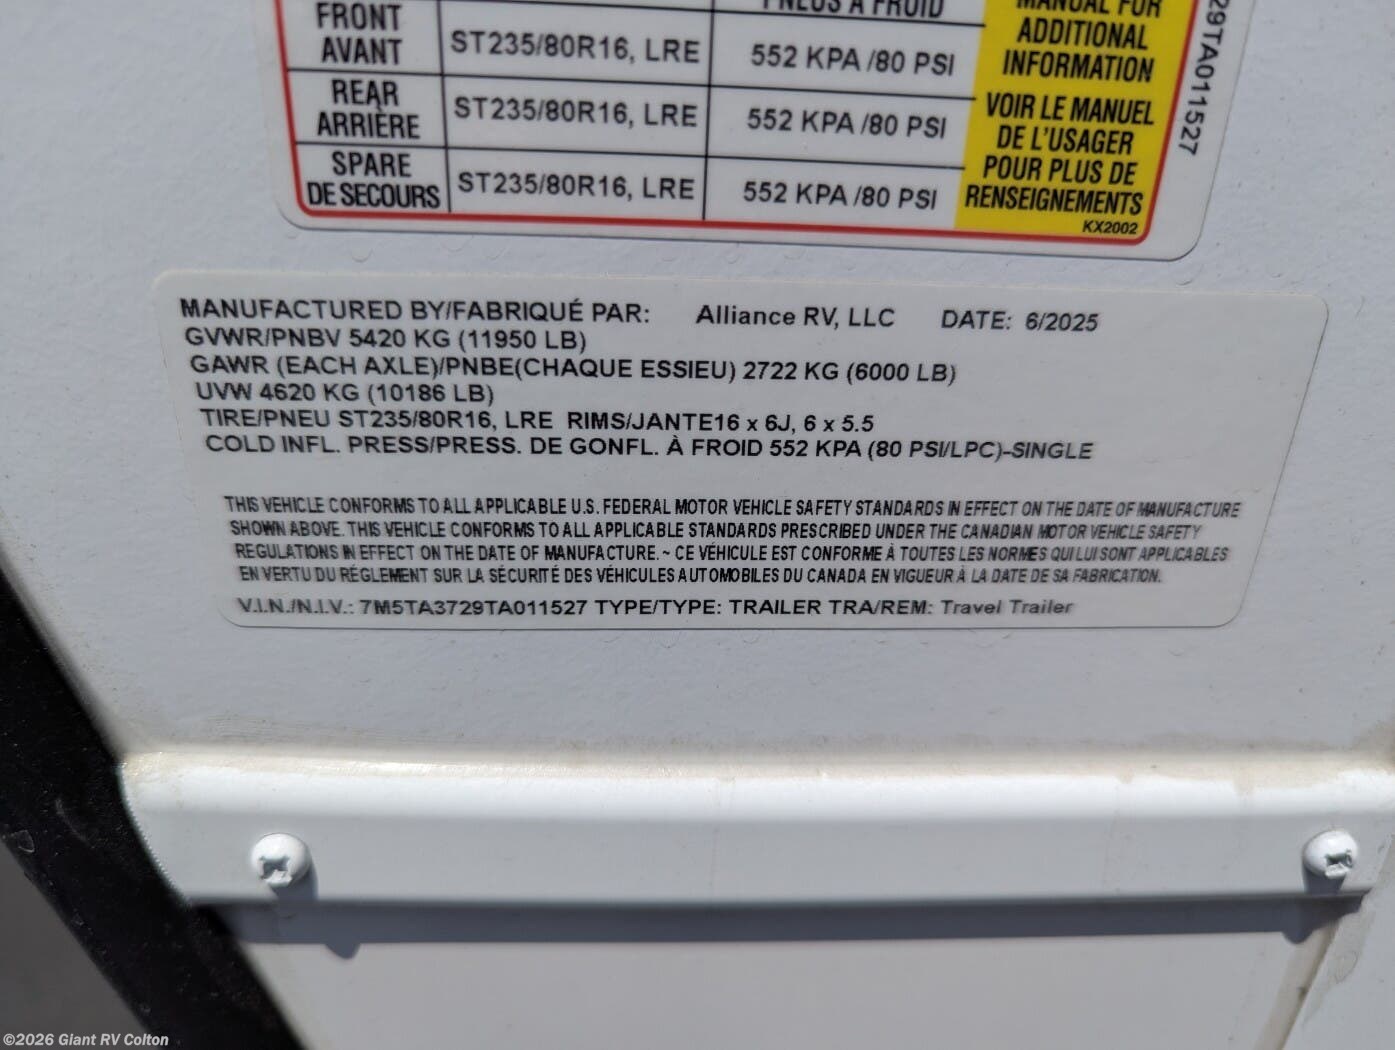 PNEUS À FROID
FRONT
AVANT
ST235/80R16, LRE
552 KPA /80 PSI
REAR
ARRIÈRE
ST235/80R16, LRE
552 KPA /80 PSI
SPARE
DE SECOURS
ST235/80R16, LRE
552 KPA /80 PSI
MANUAL FOR
ADDITIONAL
INFORMATION
VOIR LE MANUEL
DE L'USAGER
POUR PLUS DE
RENSEIGNEMENTS
KX2002
29TA011527
MANUFACTURED BY/FABRIQUÉ PAR: Alliance RV, LLC DATE: 6/2025
GVWR/PNBV 5420 KG (11950 LB)
GAWR (EACH AXLE)/PNBE(CHAQUE ESSIEU) 2722 KG (6000 LB)
UVW 4620 KG (10186 LB)
TIRE/PNEU ST235/80R16, LRE RIMS/JANTE16 x 6J, 6 x 5.5
COLD INFL. PRESS/PRESS. DE GONFL. À FROID 552 KPA (80 PSI/LPC)-SINGLE
THIS VEHICLE CONFORMS TO ALL APPLICABLE U.S. FEDERAL MOTOR VEHICLE SAFETY STANDARDS IN EFFECT ON THE DATE OF MANUFACTURE
SHOWN ABOVE. THIS VEHICLE CONFORMS TO ALL APPLICABLE STANDARDS PRESCRIBED UNDER THE CANADIAN MOTOR VEHICLE SAFETY
REGULATIONS IN EFFECT ON THE DATE OF MANUFACTURE. ~ CE VÉHICULE EST CONFORME À TOUTES LES NORMES QUI LUI SONT APPLICABLES
EN VERTU DU RÉGLEMENT SUR LA SÉCURITÉ DES VÉHICULES AUTOMOBILES DU CANADA EN VIGUEUR À LA DATE DE SA FABRICATION.
V.I.N./N.I.V.: 7M5TA3729TA011527 TYPE/TYPE: TRAILER TRA/REM: Travel Trailer
©2026 Giant RV Colton